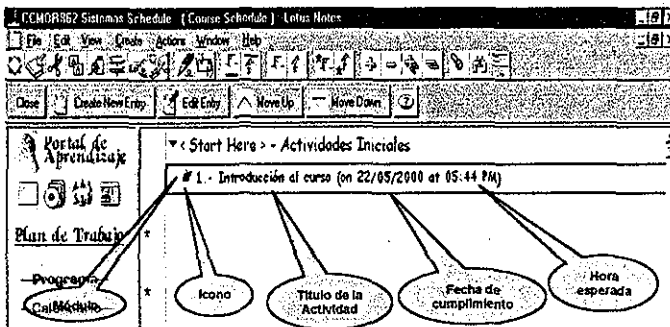 CCMOR862 Sistemas Schedule (Course Schedule) - Lotus Notes
File Edit View Create Actions Window Help
Close Create New Entry Edit Entry Move Up Move Down
Portal de Aprendizaje
< Start Here > - Actividades Iniciales
1.- Introducción al curso (on 22/05/2000 at 05:44 PM)
Plan de Trabajo *
Programa
Módulo
*
Icono
Titulo de la Actividad
Fecha de cumplimiento
Hora esperada